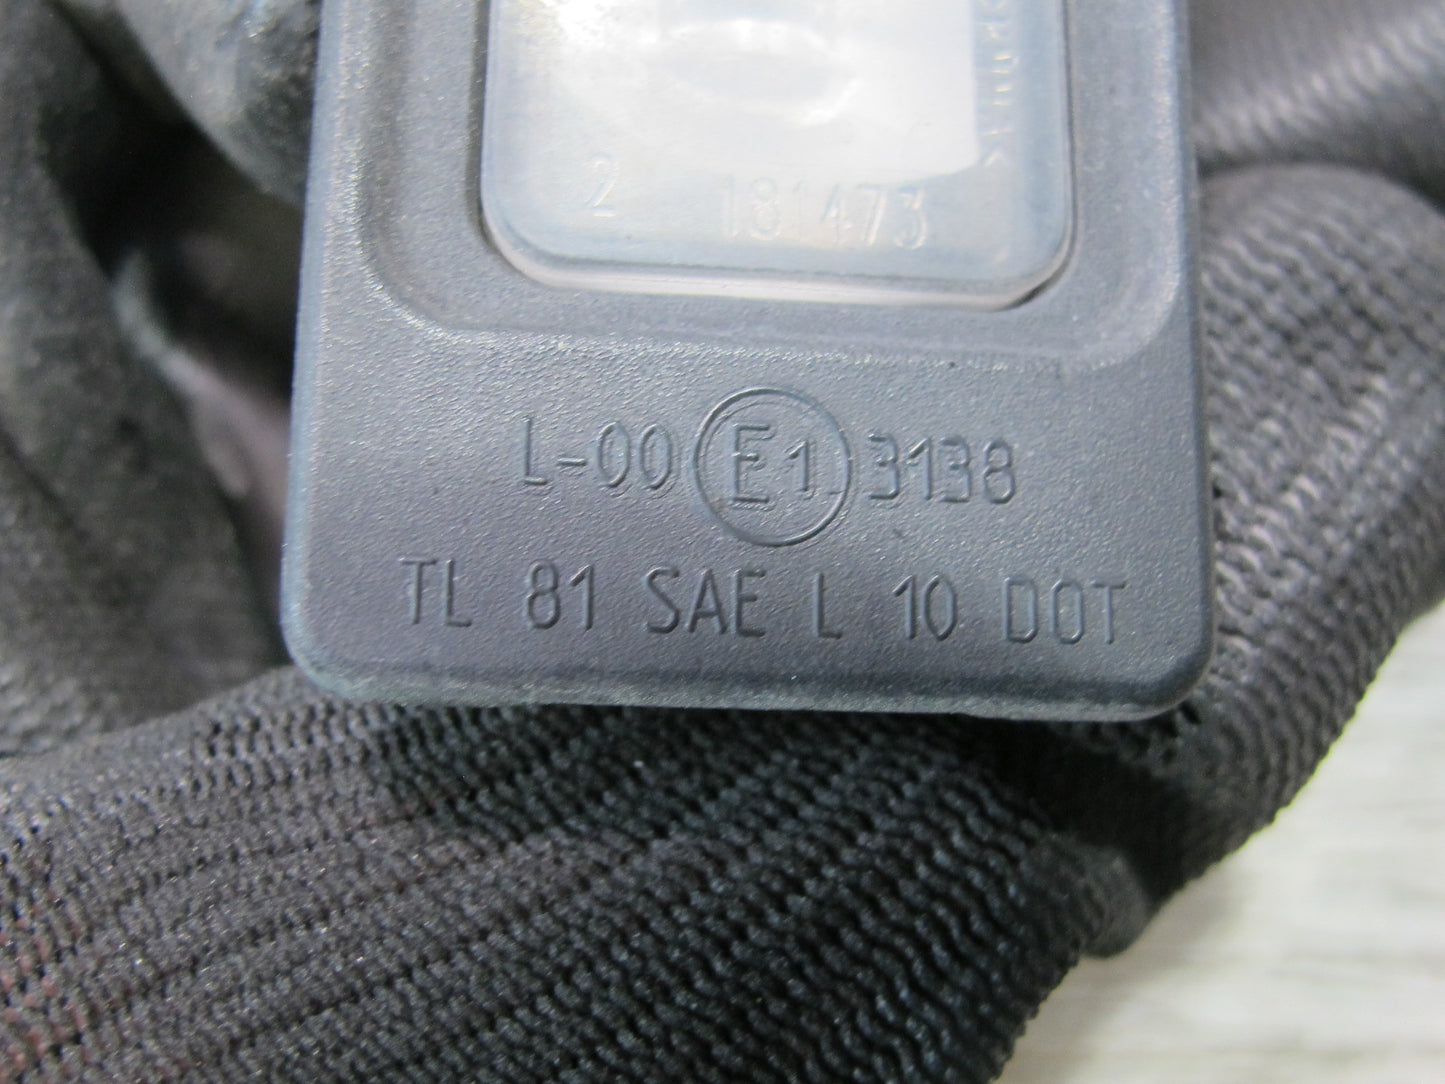 2 181473
L-00 E1 3138
TL 81 SAE L 10 DOT